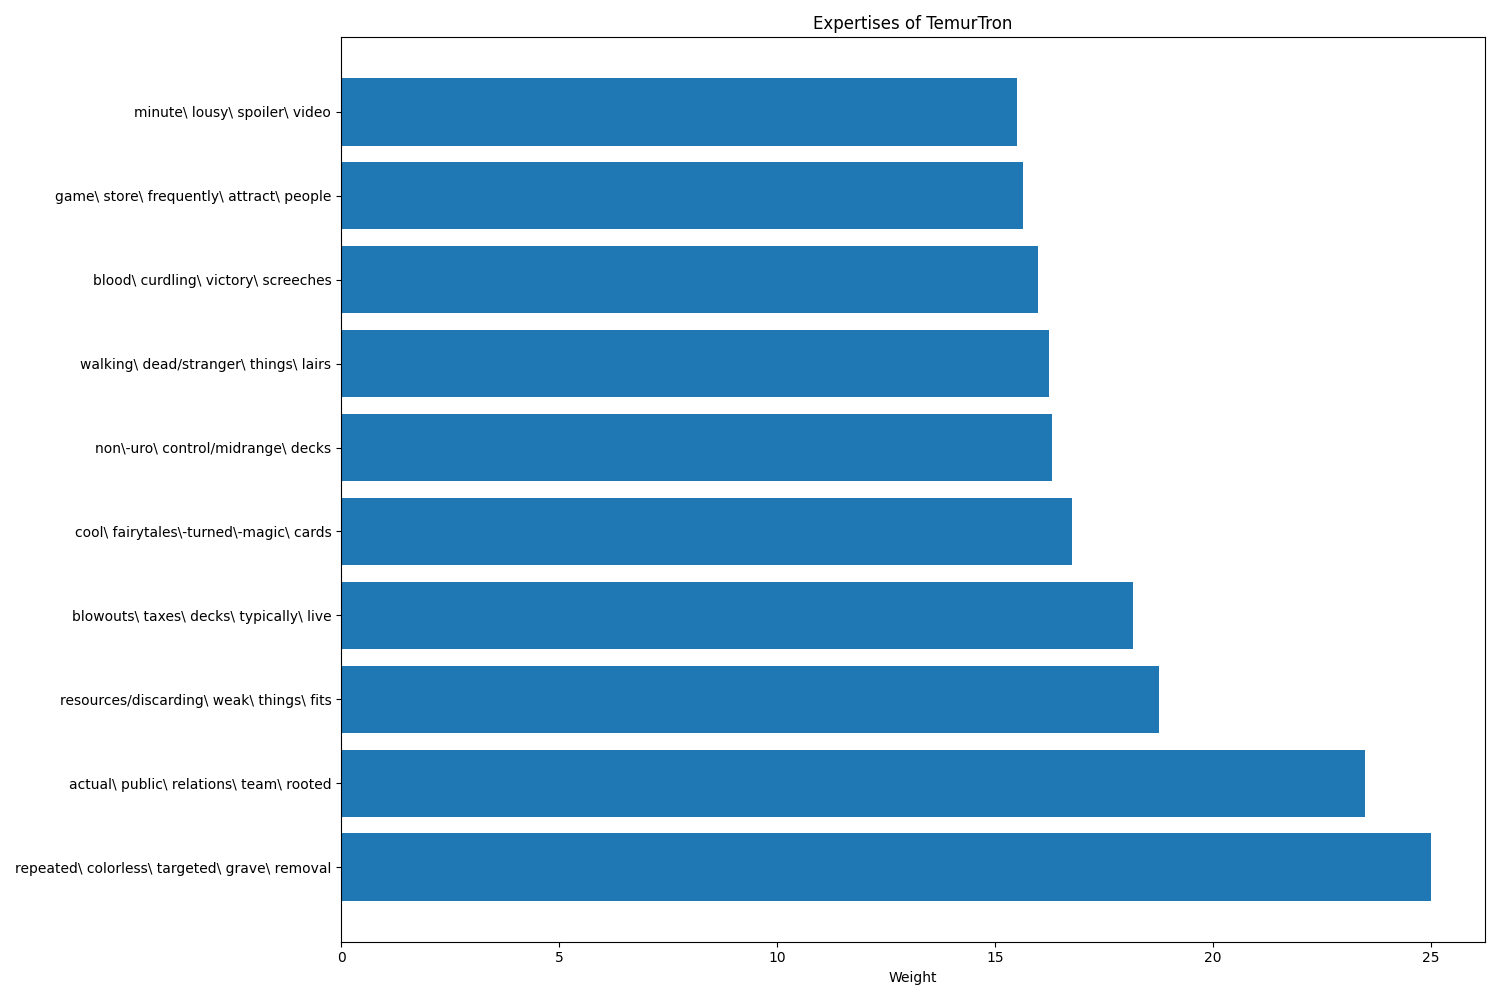 Expertises of TemurTron
minute\ lousy\ spoiler\ video
game\ store\ frequently\ attract\ people
blood\ curdling\ victory\ screeches
walking\ dead/stranger\ things\ lairs
non\-uro\ control/midrange\ decks
cool\ fairytales\-turned\-magic\ cards
blowouts\ taxes\ decks\ typically\ live
resources/discarding\ weak\ things\ fits
actual\ public\ relations\ team\ rooted
repeated\ colorless\ targeted\ grave\ removal
0 5 10 15 20 25
Weight